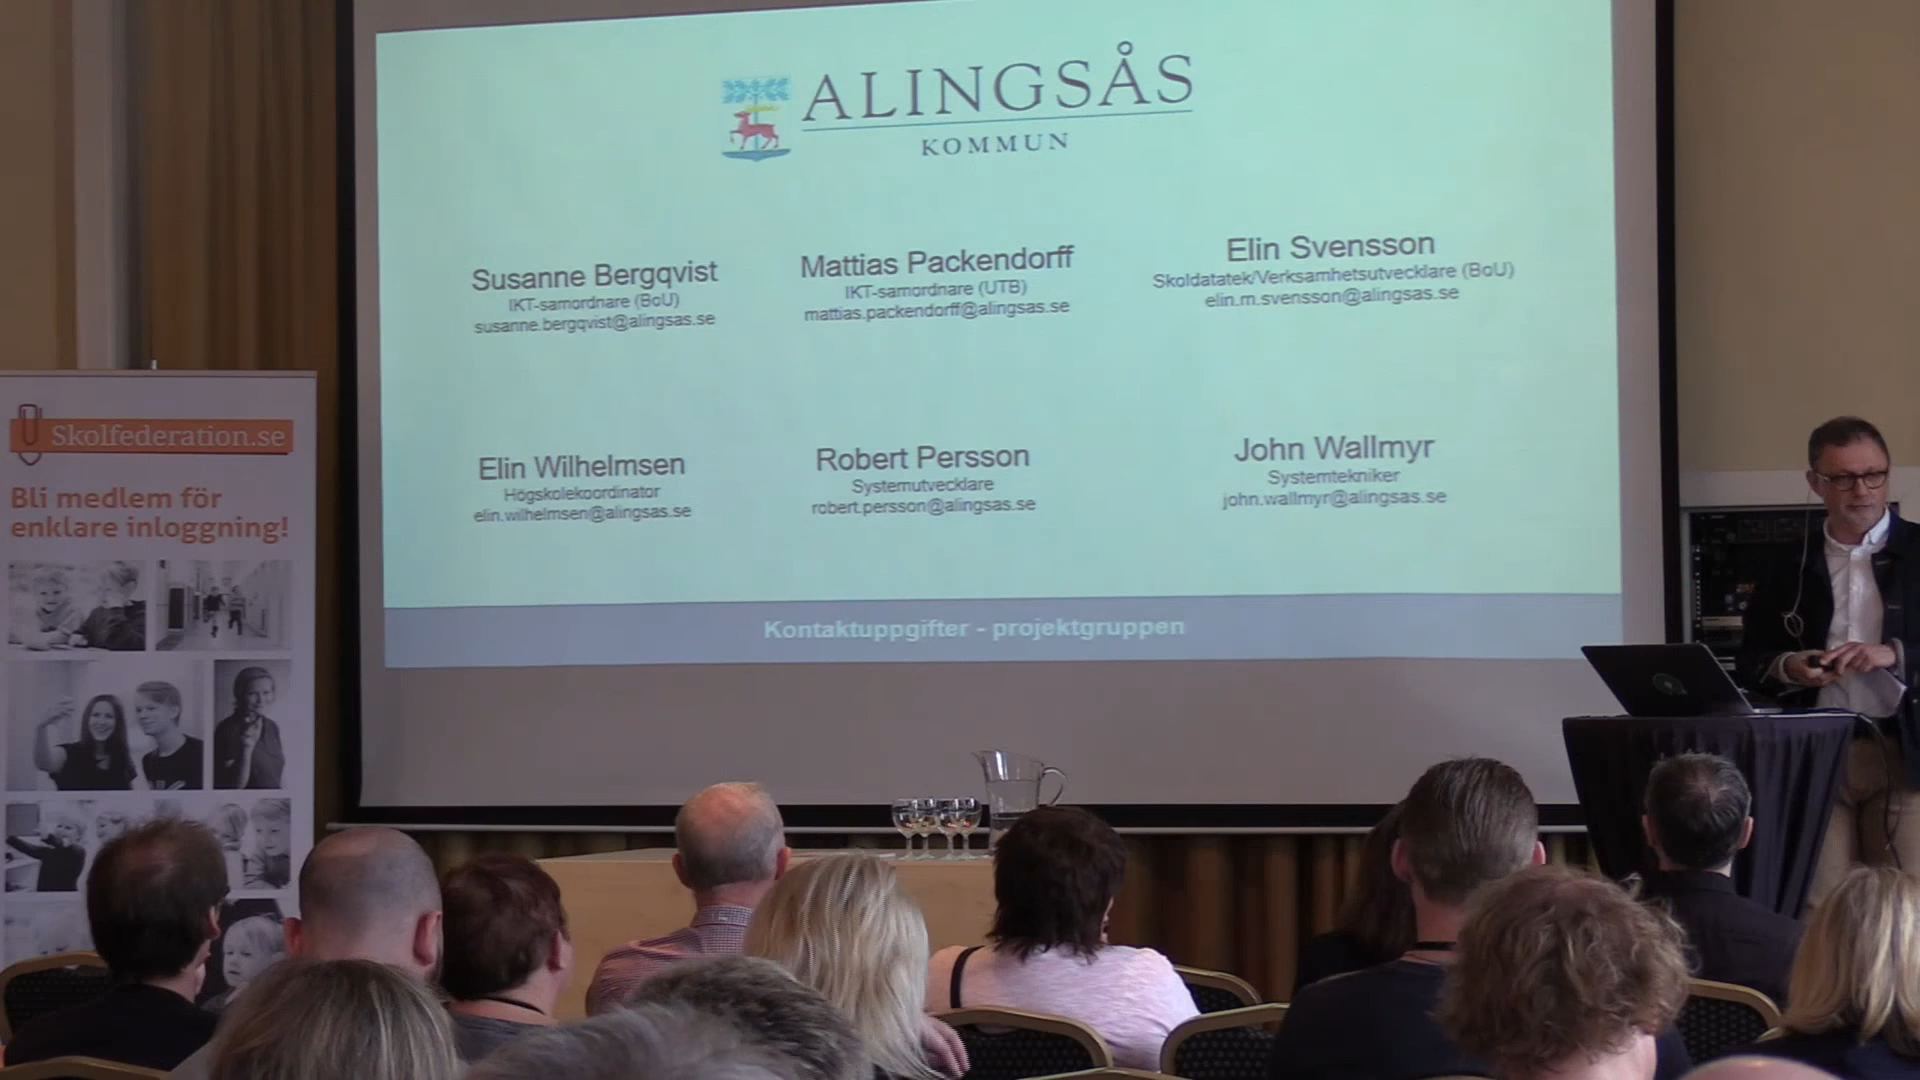 ALINGSÅS
KOMMUN
Susanne Bergqvist
IKT-samordnare (BoU)
susanne.bergqvist@alingsas.se
Mattias Packendorff
IKT-samordnare (UTB)
mattias.packendorff@alingsas.se
Elin Svensson
Skoldatatek/Verksamhetsutvecklare (BoU)
elin.m.svensson@alingsas.se
Elin Wilhelmsen
Högskolekoordinator
elin.wilhelmsen@alingsas.se
Robert Persson
Systemutvecklare
robert.persson@alingsas.se
John Wallmyr
Systemtekniker
john.wallmyr@alingsas.se
Kontaktuppgifter - projektgruppen
Skolfederation.se
Bli medlem för
enklare inloggning!